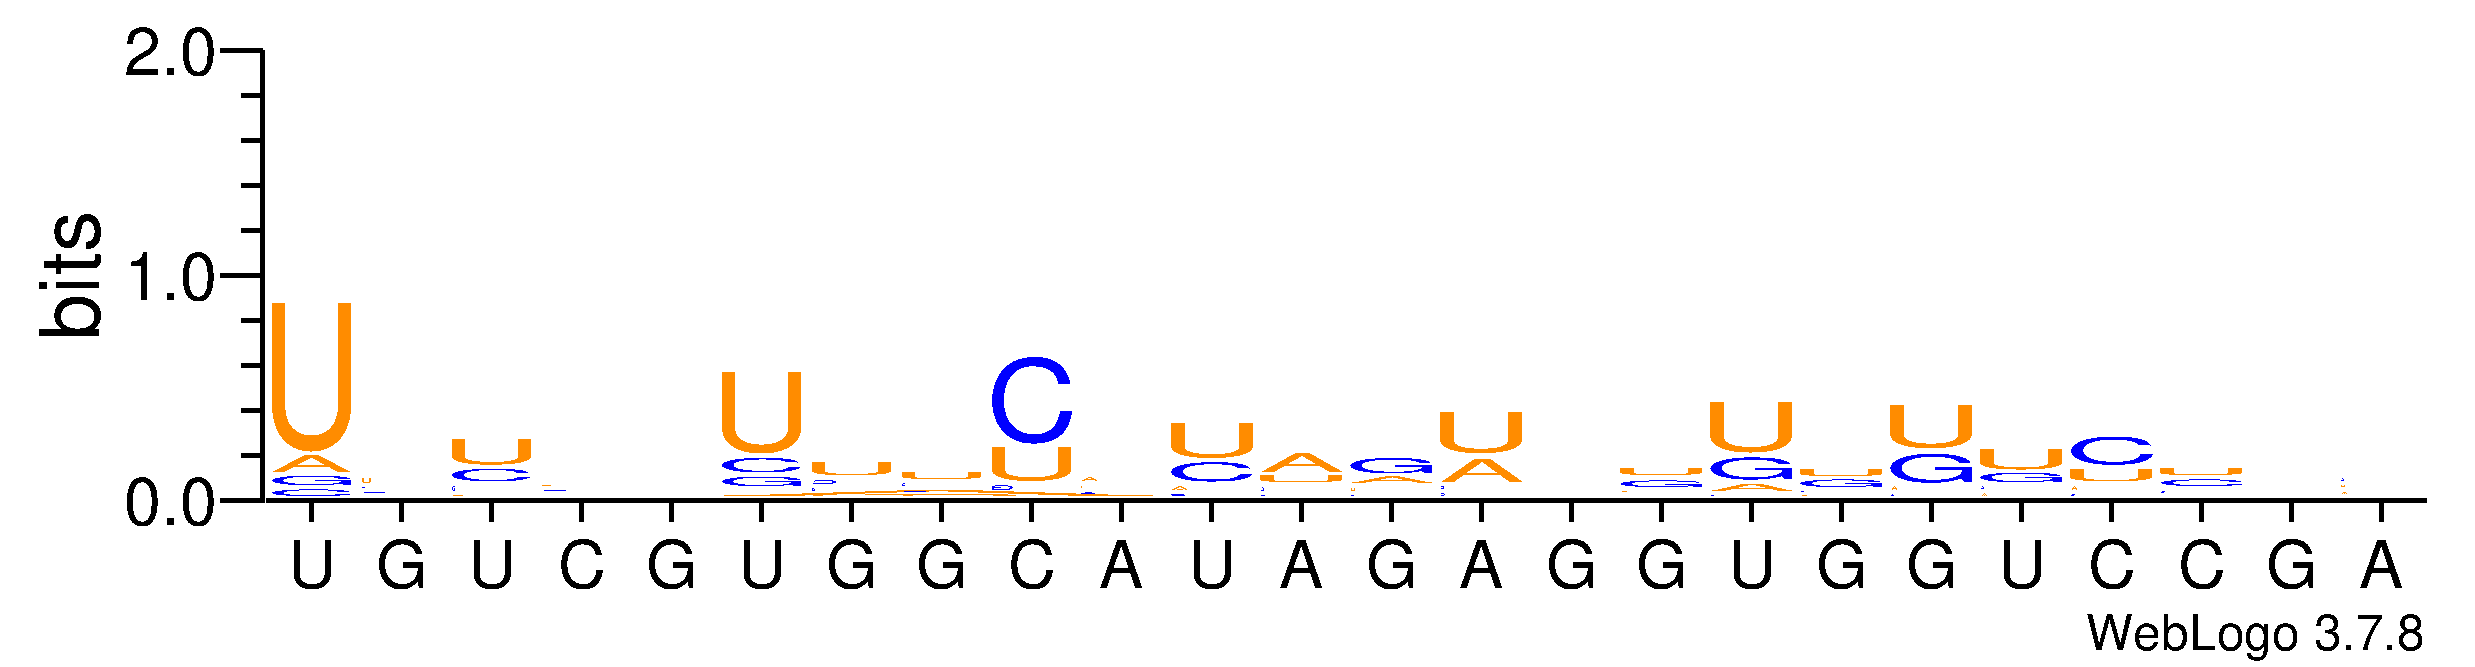 2.0
bits
1.0
0.0
U G U C G U G G C A U A G A G G U G G U C C G A
WebLogo 3.7.8